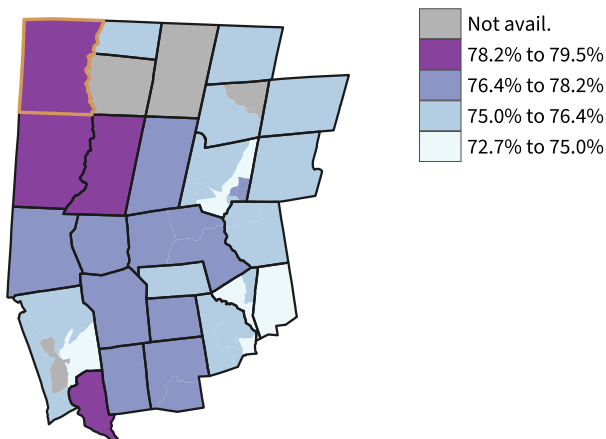 Not avail.
78.2% to 79.5%
76.4% to 78.2%
75.0% to 76.4%
72.7% to 75.0%